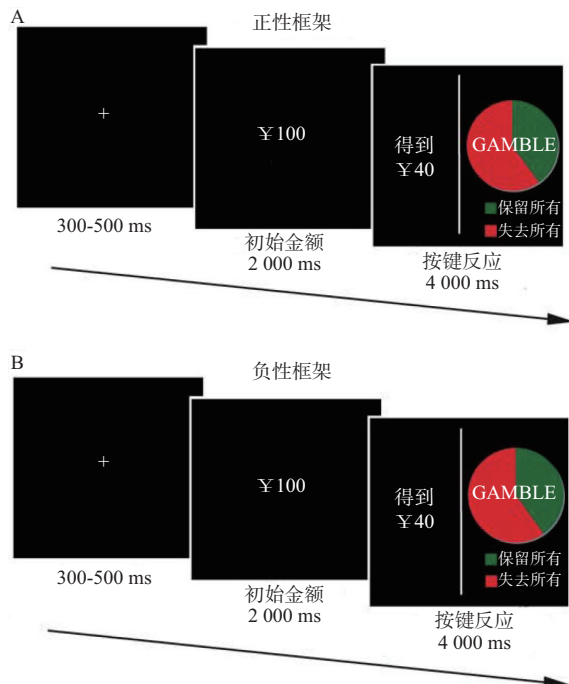 A
正性框架
+
￥100
得到
￥40
GAMBLE
保留所有
失去所有
300-500 ms
初始金额
2 000 ms
按键反应
4 000 ms
B
负性框架
+
￥100
得到
￥40
GAMBLE
保留所有
失去所有
300-500 ms
初始金额
2 000 ms
按键反应
4 000 ms